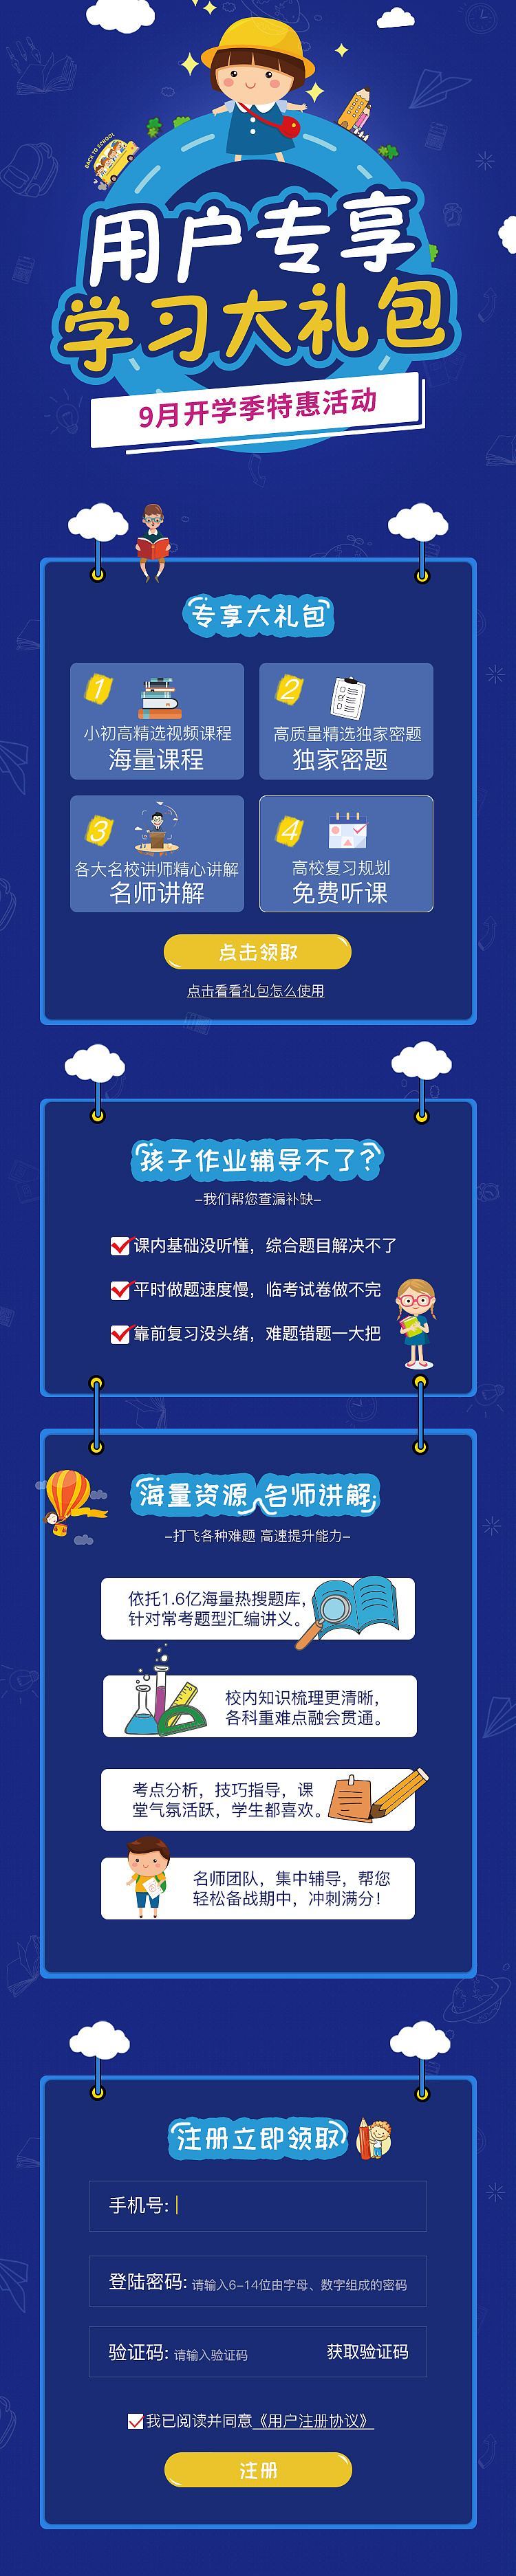 BACK TO SCHOOL
用户专享
学习大礼包
9月开学季特惠活动
专享大礼包
1
小初高精选视频课程
海量课程
2
高质量精选独家密题
独家密题
3
各大名校讲师精心讲解
名师讲解
4
高校复习规划
免费听课
点击领取
点击看看礼包怎么使用
孩子作业辅导不了?
-我们帮您查漏补缺-
课内基础没听懂，综合题目解决不了
平时做题速度慢，临考试卷做不完
靠前复习没头绪，难题错题一大把
海量资源 名师讲解
-打飞各种难题 高速提升能力-
依托1.6亿海量热搜题库，
针对常考题型汇编讲义。
校内知识梳理更清晰，
各科重难点融会贯通。
考点分析，技巧指导，课
堂气氛活跃，学生都喜欢。
名师团队，集中辅导，帮您
轻松备战期中，冲刺满分！
注册立即领取
手机号:
登陆密码: 请输入6-14位由字母、数字组成的密码
验证码: 请输入验证码 获取验证码
我已阅读并同意《用户注册协议》
注册